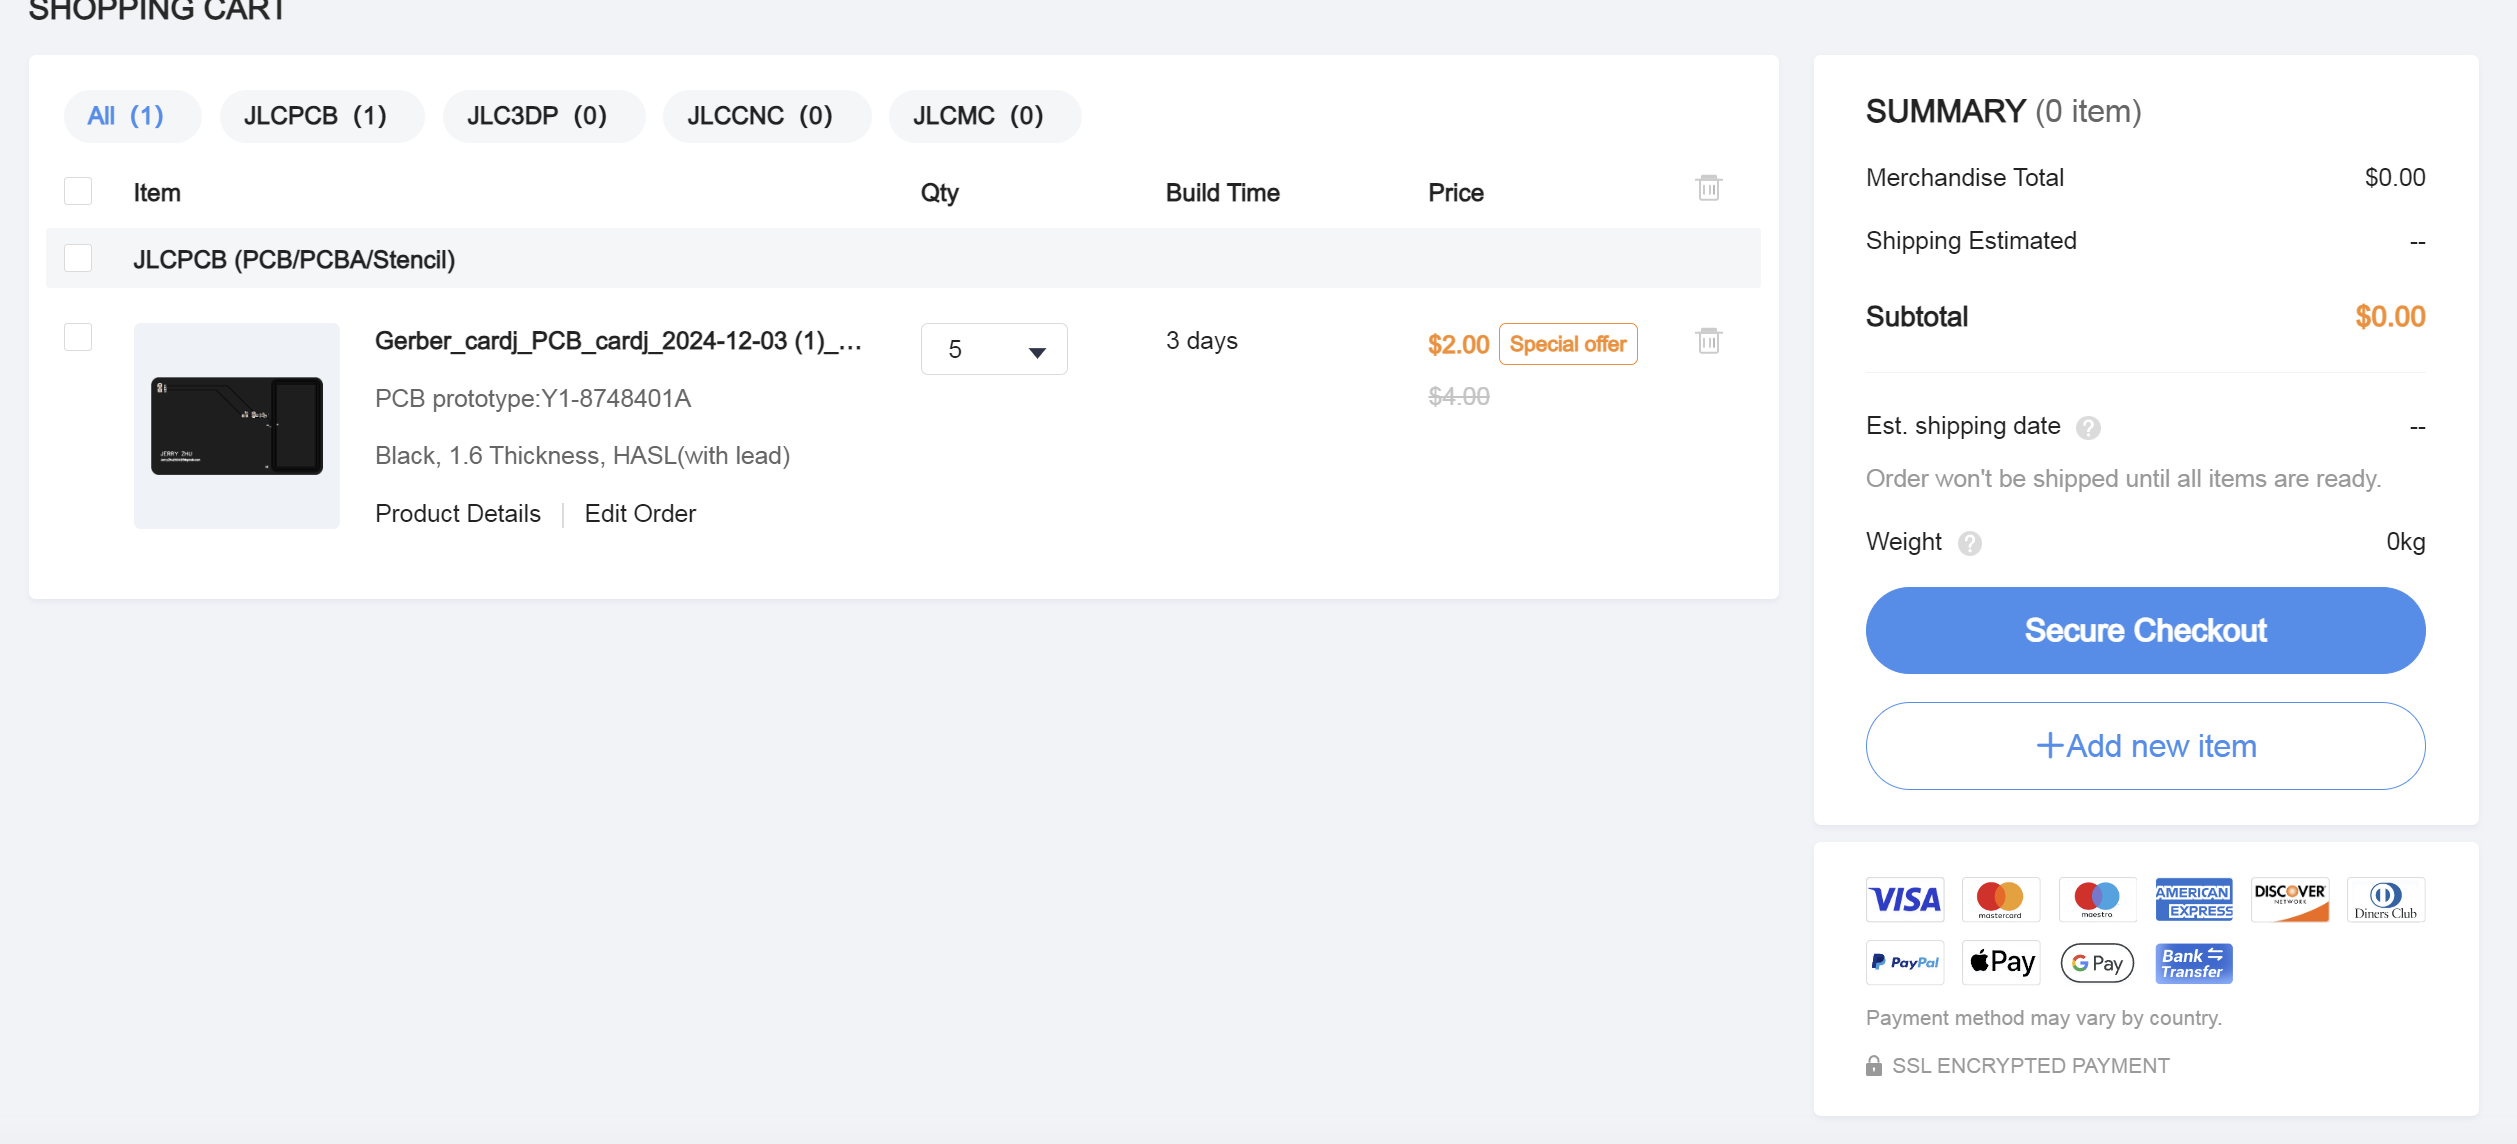 SHOPPING CART
All (1)
JLCPCB (1)
JLC3DP (0)
JLCCNC (0)
JLCMC (0)
Item Qty Build Time Price
JLCPCB (PCB/PCBA/Stencil)
JERRY ZHU
Gerber_cardj_PCB_cardj_2024-12-03 (1)_...
PCB prototype:Y1-8748401A
Black, 1.6 Thickness, HASL(with lead)
Product Details | Edit Order
5
3 days
$2.00 Special offer
$4.00
SUMMARY (0 item)
Merchandise Total $0.00
Shipping Estimated --
Subtotal $0.00
Est. shipping date ? --
Order won't be shipped until all items are ready.
Weight ? 0kg
Secure Checkout
+Add new item
VISA
mastercard
maestro
AMERICAN EXPRESS
DISCOVER NETWORK
Diners Club
PayPal
Pay
G Pay
Bank Transfer
Payment method may vary by country.
SSL ENCRYPTED PAYMENT